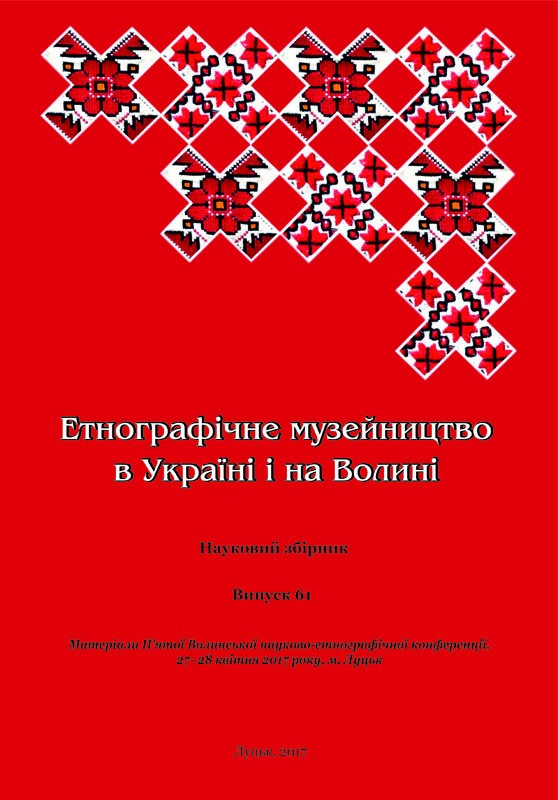 Етнографічне музейництво
в Україні і на Волині
Науковий збірник
Випуск 61
Матеріали П'ятої Волинської науково-етнографічної конференції,
27–28 квітня 2017 року, м. Луцьк
Луцьк, 2017